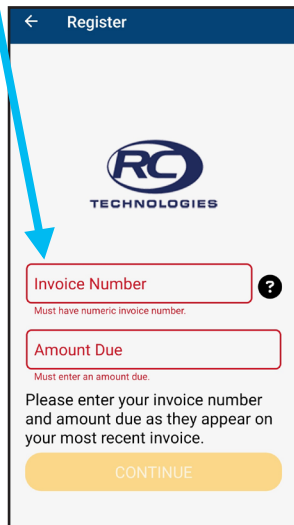 Register
RC
TECHNOLOGIES
Invoice Number
?
Must have numeric invoice number.
Amount Due
Must enter an amount due.
Please enter your invoice number
and amount due as they appear on
your most recent invoice.
CONTINUE